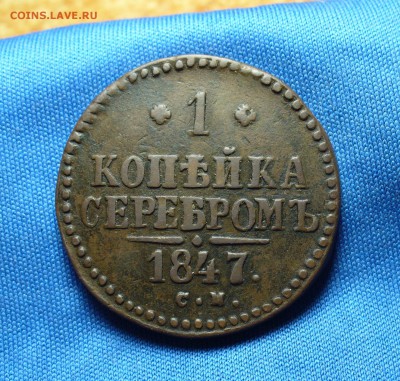 COINS.LAVE.RU
1
КОПѢЙКА
СЕРЕБРОМЪ
1847.
С.М.